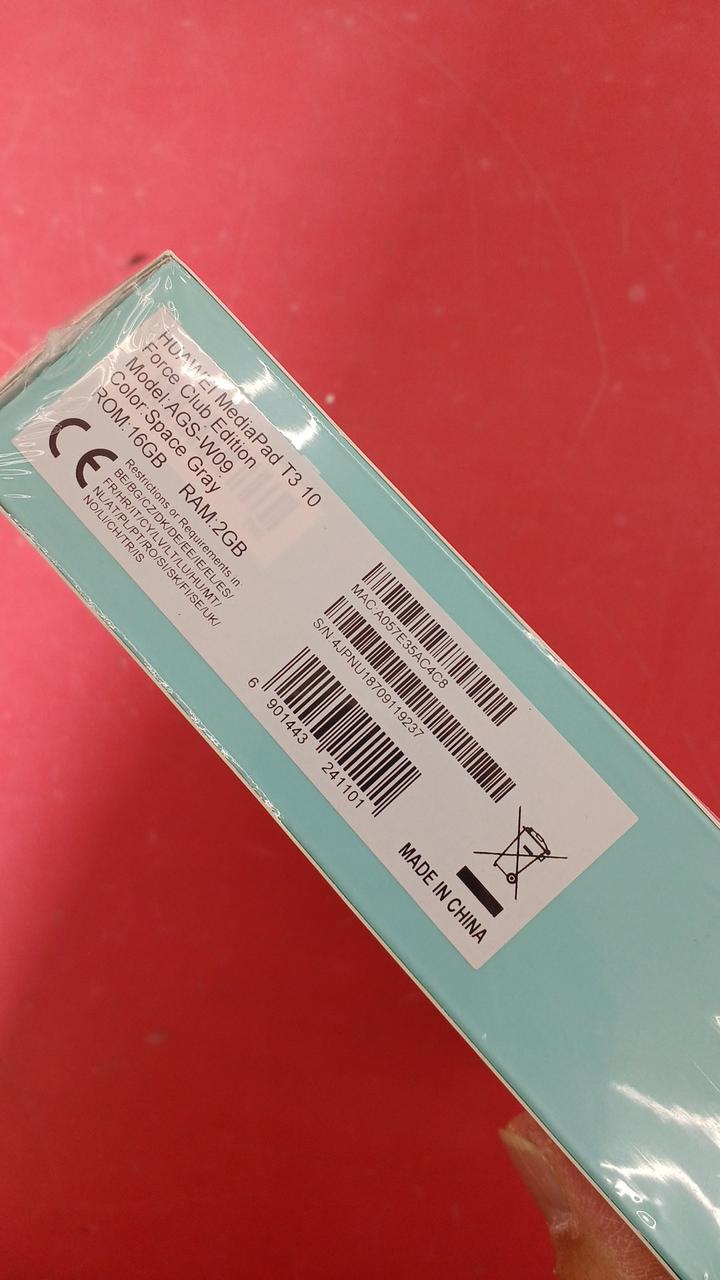 HUAWEI MediaPad T3 10
Force Club Edition
Model:AGS-W09
Color:Space Gray
ROM:16GB RAM:2GB
CE
Restrictions or Requirements in:
BE/BG/CZ/DK/DE/EE/IE/EL/ES/
FR/HR/IT/CY/LV/LT/LU/HU/MT/
NL/AT/PL/PT/RO/SI/SK/FI/SE/UK/
NO/LI/CH/TR/IS
MAC:A057E35AC4C8
S/N:4JPNU18709119237
6 901443 241101
MADE IN CHINA